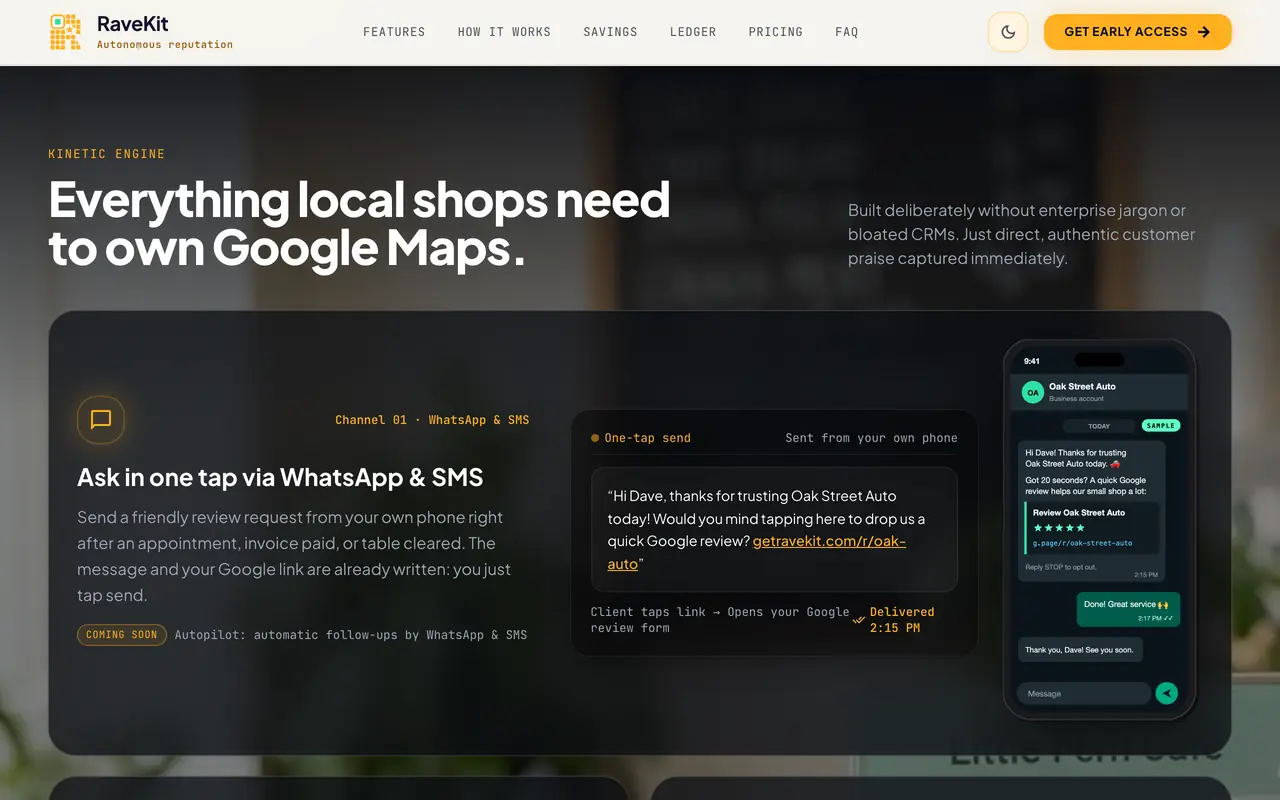 RaveKit
Autonomous reputation
FEATURES
HOW IT WORKS
SAVINGS
LEDGER
PRICING
FAQ
GET EARLY ACCESS
KINETIC ENGINE
Everything local shops need
to own Google Maps.
Built deliberately without enterprise jargon or
bloated CRMs. Just direct, authentic customer
praise captured immediately.
Channel 01 · WhatsApp & SMS
Ask in one tap via WhatsApp & SMS
Send a friendly review request from your own phone right
after an appointment, invoice paid, or table cleared. The
message and your Google link are already written: you just
tap send.
COMING SOON
Autopilot: automatic follow-ups by WhatsApp & SMS
One-tap send
Sent from your own phone
“Hi Dave, thanks for trusting Oak Street Auto
today! Would you mind tapping here to drop us a
quick Google review? getravekit.com/r/oak-
auto”
Client taps link → Opens your Google
review form
Delivered
2:15 PM
9:41
OA
Oak Street Auto
Business account
TODAY
SAMPLE
Hi Dave! Thanks for trusting
Oak Street Auto today. 🚗
Got 20 seconds? A quick Google
review helps our small shop a lot:
Review Oak Street Auto
★★★★★
g.page/r/oak-street-auto
Reply STOP to opt out.
2:15 PM
Done! Great service 🙌
2:17 PM ✓✓
Thank you, Dave! See you soon.
Message
Little Fern Cafe